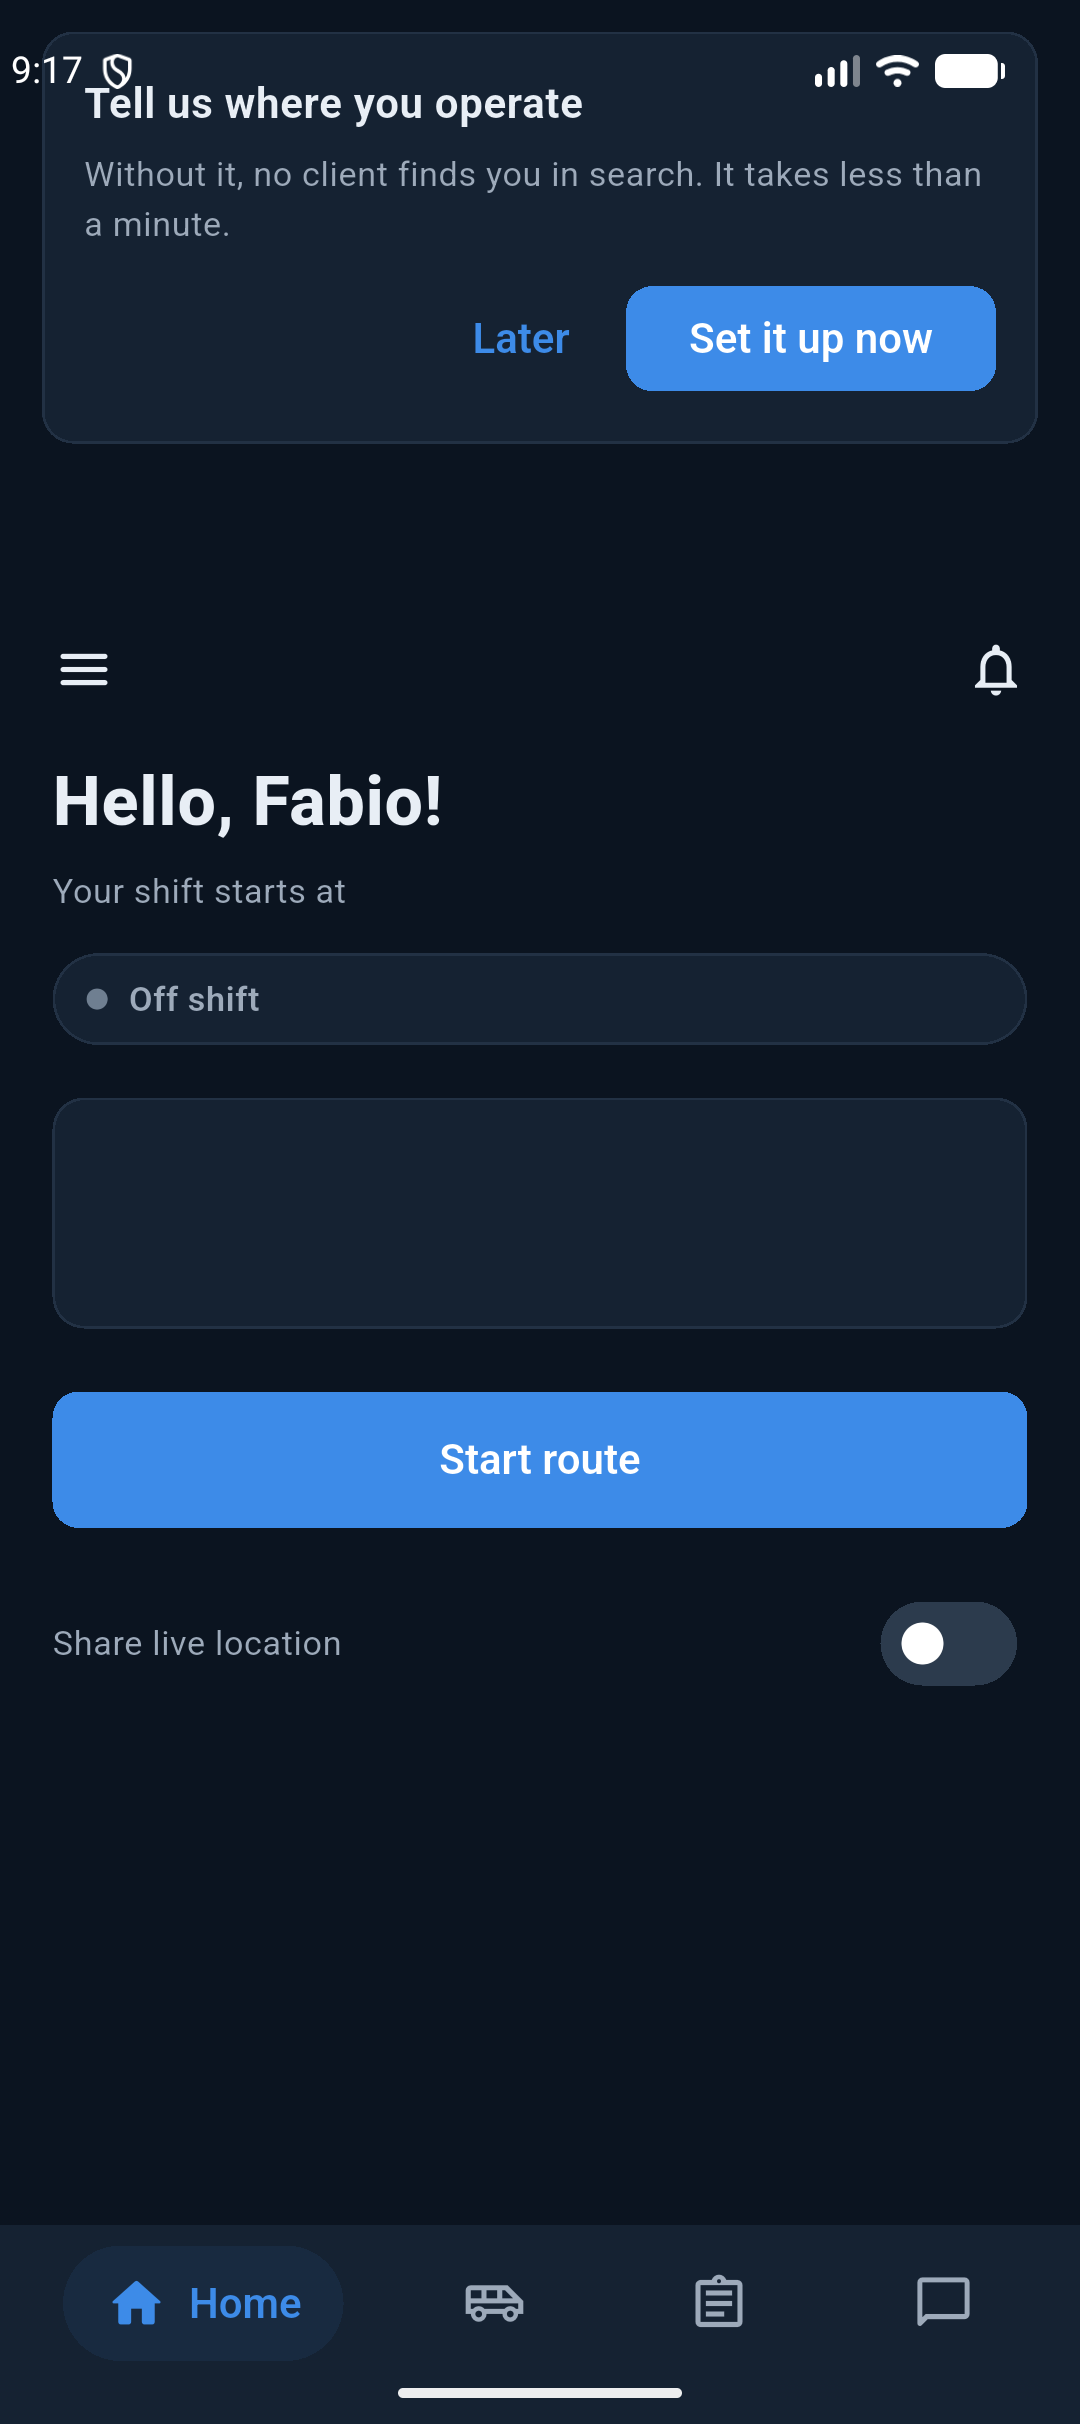 9:17
Tell us where you operate
Without it, no client finds you in search. It takes less than
a minute.
Later
Set it up now
Hello, Fabio!
Your shift starts at
Off shift
Start route
Share live location
Home